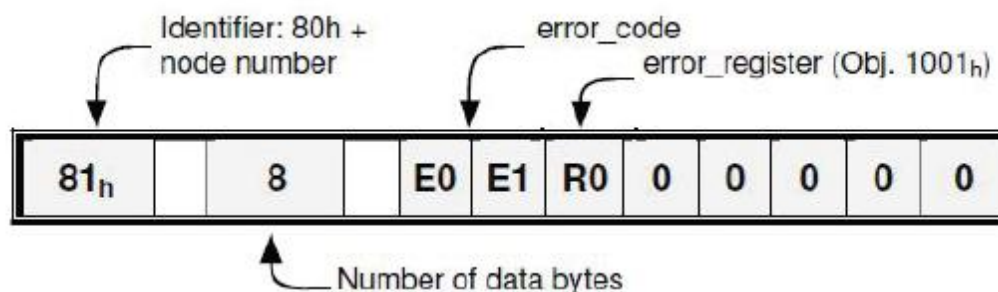 Identifier: 80h +
node number
error_code
error_register (Obj. 1001h)
81h 8 E0 E1 R0 0 0 0 0 0
Number of data bytes